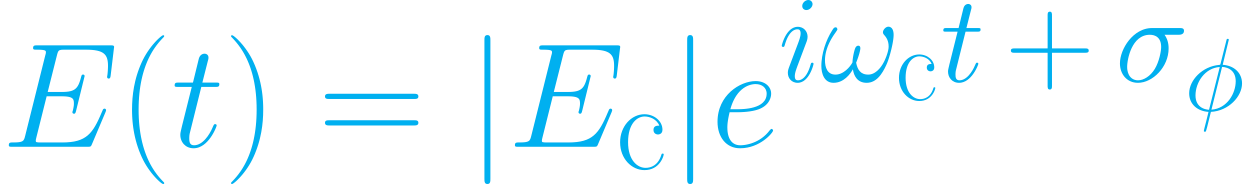 E(t) = |E_c|e^{iω_c t + σ_ϕ}